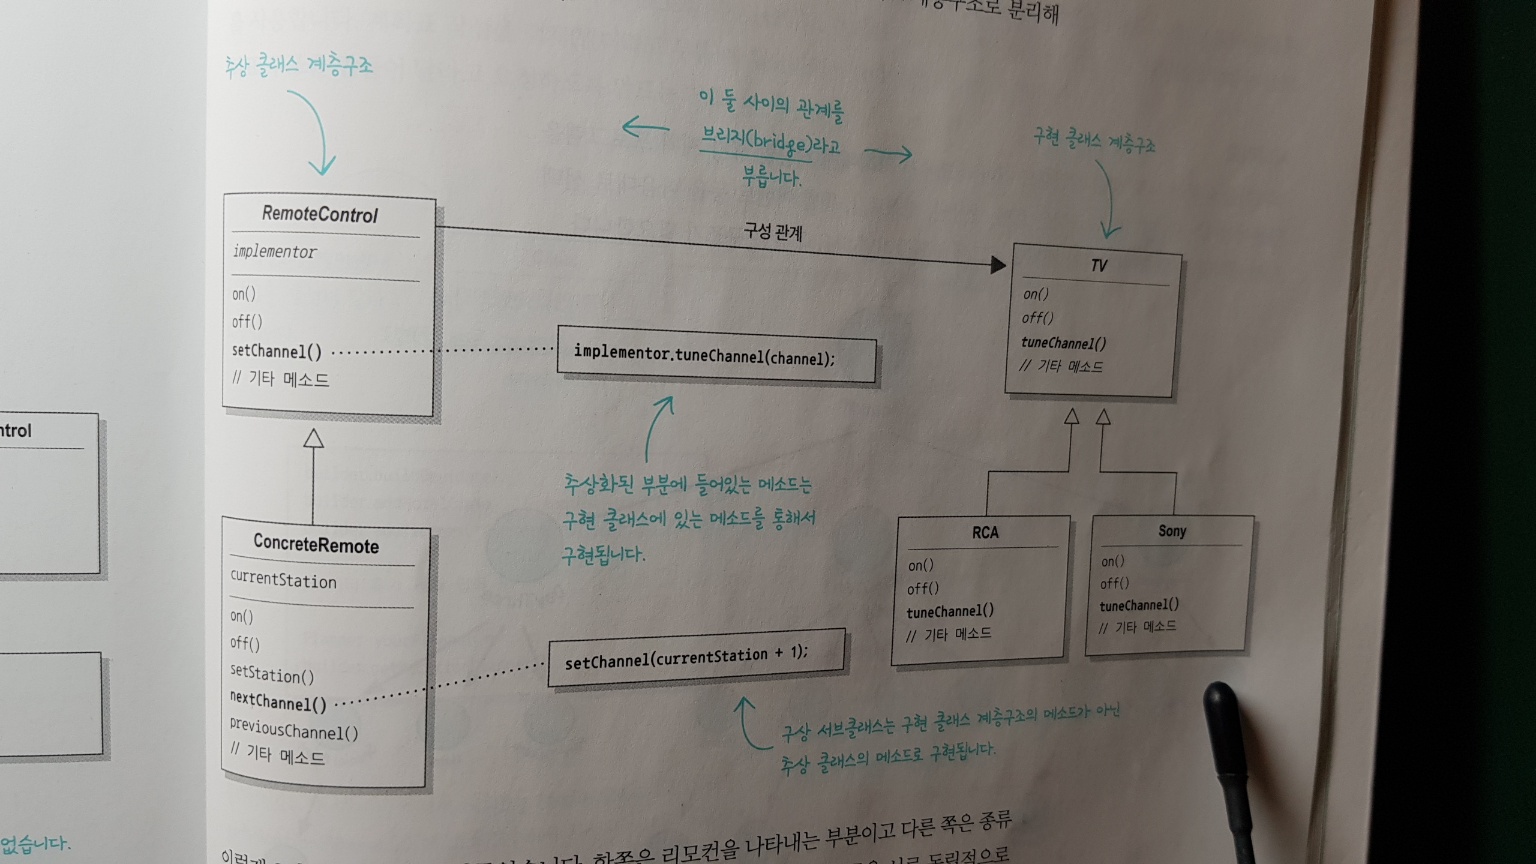 계층구조로 분리해
추상 클래스 계층구조
이 둘 사이의 관계를
브리지(bridge)라고
부릅니다.
구현 클래스 계층구조
RemoteControl
implementor
on()
off()
setChannel()
// 기타 메소드
구성 관계
TV
on()
off()
tuneChannel()
// 기타 메소드
implementor.tuneChannel(channel);
추상화된 부분에 들어있는 메소드는
구현 클래스에 있는 메소드를 통해서
구현됩니다.
ntrol
ConcreteRemote
currentStation
on()
off()
setStation()
nextChannel()
previousChannel()
// 기타 메소드
RCA
on()
off()
tuneChannel()
// 기타 메소드
Sony
on()
off()
tuneChannel()
// 기타 메소드
setChannel(currentStation + 1);
구상 서브클래스는 구현 클래스 계층구조의 메소드가 아닌
추상 클래스의 메소드로 구현됩니다.
없습니다.
한쪽은 리모컨을 나타내는 부분이고 다른 쪽은 종류
서로 독립적으로